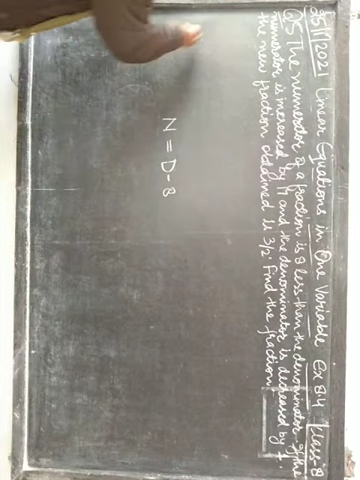 25/11/2021 Linear Equations in One Variable Ex 8.4 Class-8
Q5 The numerator of a fraction is 8 less than the denominator. If the
numerator is increased by 17 and the denominator is decreased by 1.
the new fraction obtained is 3/2. Find the fraction.
N = D - 8